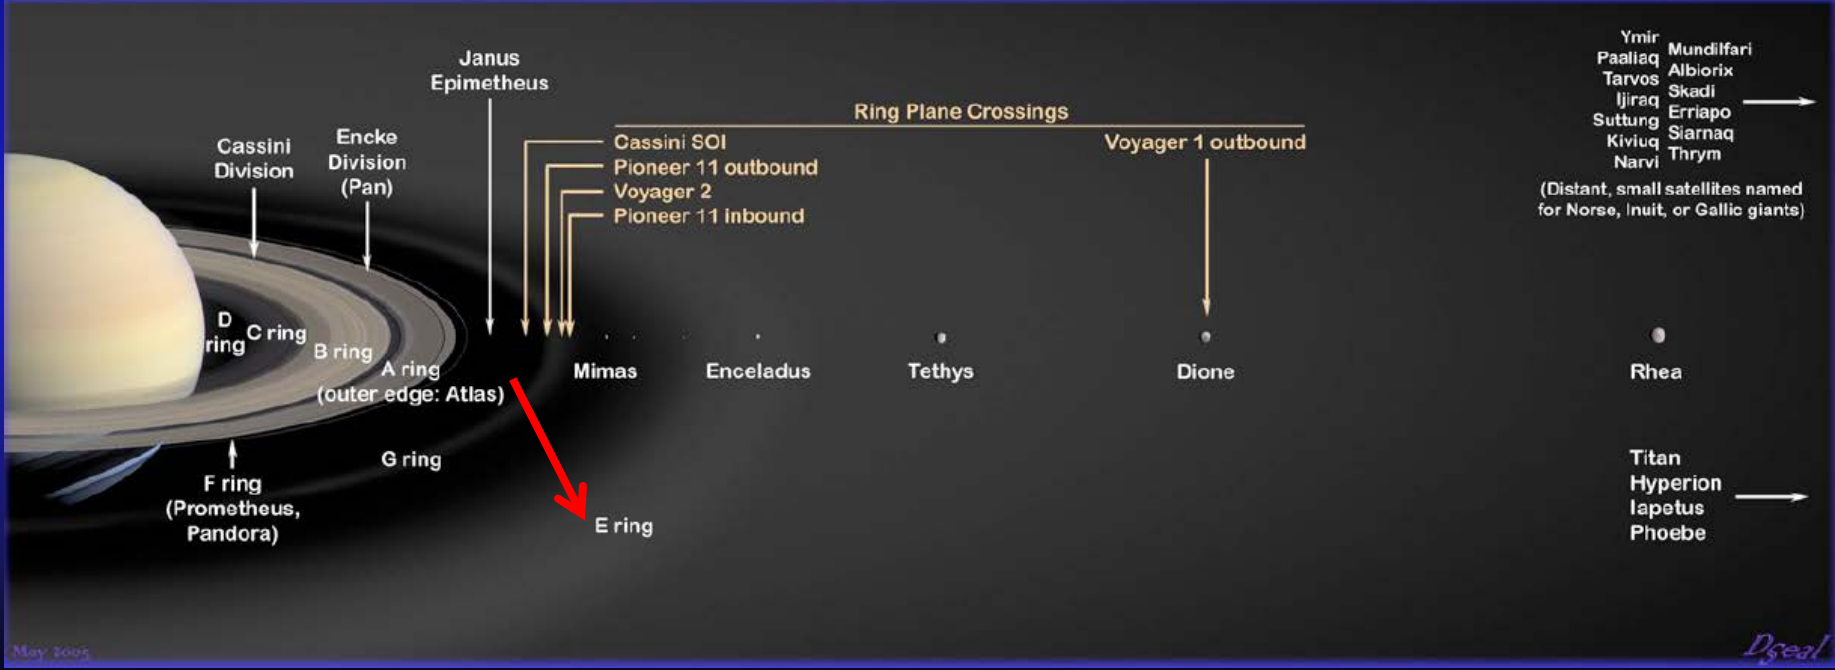 Janus
Epimetheus
Cassini
Division
Encke
Division
(Pan)
Ring Plane Crossings
Cassini SOI
Pioneer 11 outbound
Voyager 2
Pioneer 11 inbound
Voyager 1 outbound
Ymir
Paaliaq
Tarvos
Ijiraq
Suttung
Kiviuq
Narvi
Mundilfari
Albiorix
Skadi
Erriapo
Siarnaq
Thrym
(Distant, small satellites named
for Norse, Inuit, or Gallic giants)
D
ring
C ring
B ring
A ring
(outer edge: Atlas)
Mimas
Enceladus
Tethys
Dione
Rhea
G ring
F ring
(Prometheus,
Pandora)
E ring
Titan
Hyperion
Iapetus
Phoebe
May 2005
Dseal